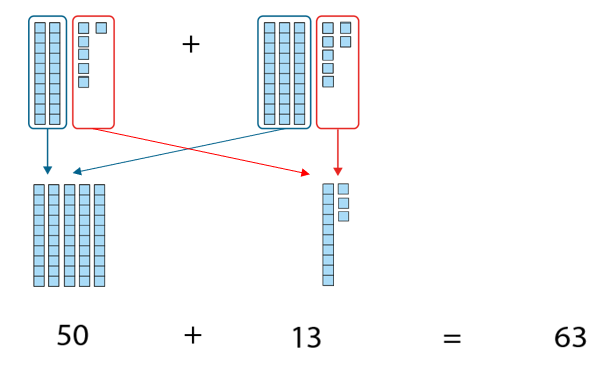 +
50 + 13 = 63